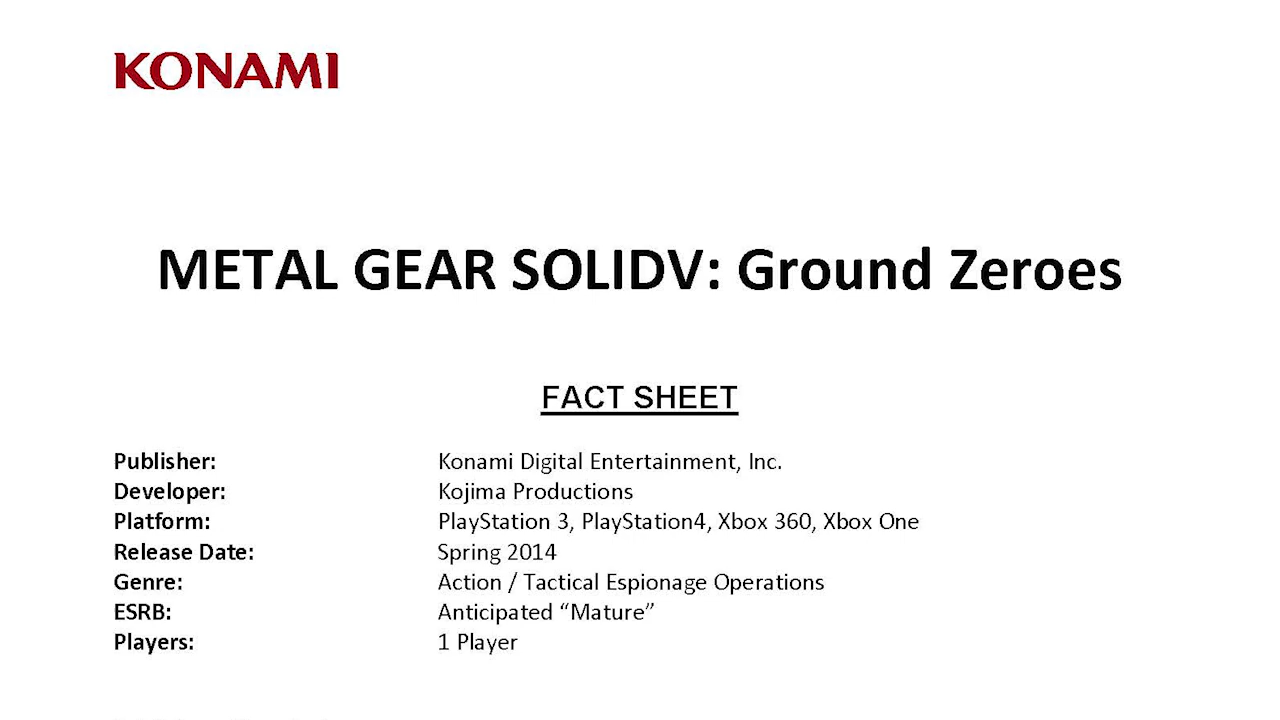 KONAMI
METAL GEAR SOLIDV: Ground Zeroes
FACT SHEET
Publisher: Konami Digital Entertainment, Inc.
Developer: Kojima Productions
Platform: PlayStation 3, PlayStation4, Xbox 360, Xbox One
Release Date: Spring 2014
Genre: Action / Tactical Espionage Operations
ESRB: Anticipated “Mature”
Players: 1 Player